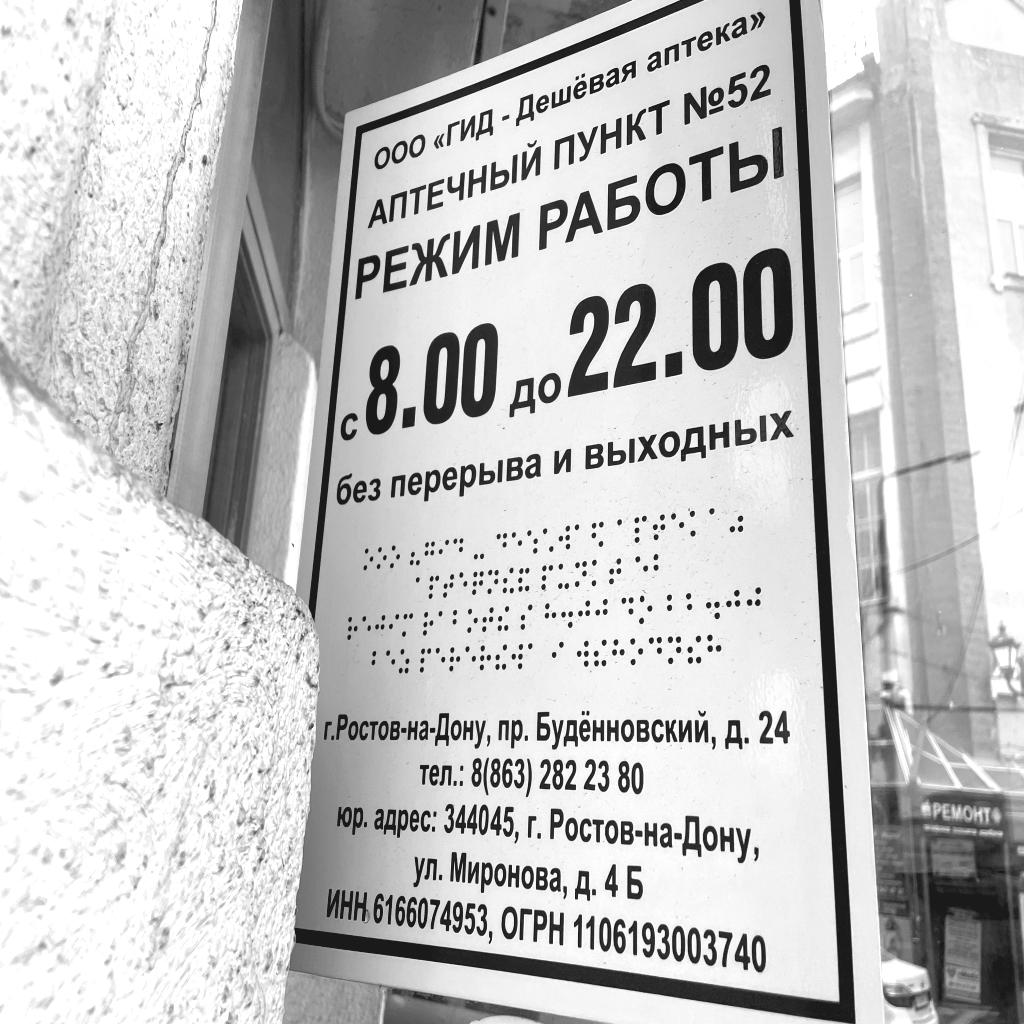 ООО «ГИД - Дешёвая аптека»
АПТЕЧНЫЙ ПУНКТ №52
РЕЖИМ РАБОТЫ
с 8.00 до 22.00
без перерыва и выходных
г.Ростов-на-Дону, пр. Будённовский, д. 24
тел.: 8(863) 282 23 80
юр. адрес: 344045, г. Ростов-на-Дону,
ул. Миронова, д. 4 Б
ИНН 6166074953, ОГРН 1106193003740
РЕМОНТ